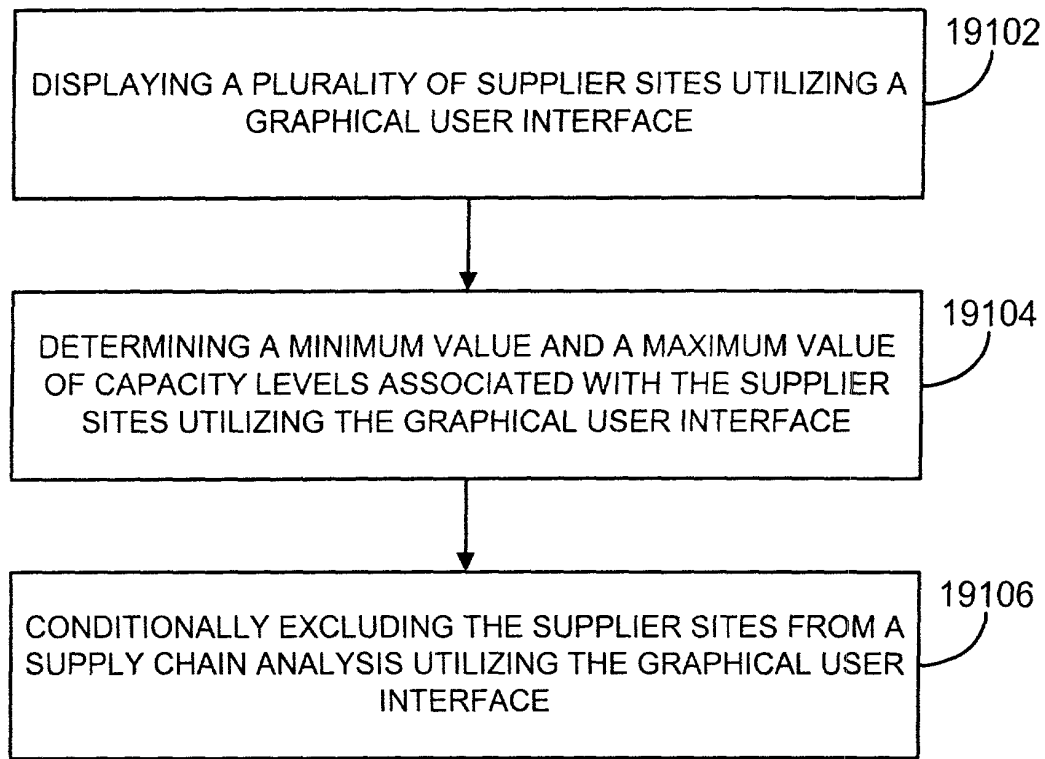 19102
DISPLAYING A PLURALITY OF SUPPLIER SITES UTILIZING A
GRAPHICAL USER INTERFACE
19104
DETERMINING A MINIMUM VALUE AND A MAXIMUM VALUE
OF CAPACITY LEVELS ASSOCIATED WITH THE SUPPLIER
SITES UTILIZING THE GRAPHICAL USER INTERFACE
19106
CONDITIONALLY EXCLUDING THE SUPPLIER SITES FROM A
SUPPLY CHAIN ANALYSIS UTILIZING THE GRAPHICAL USER
INTERFACE